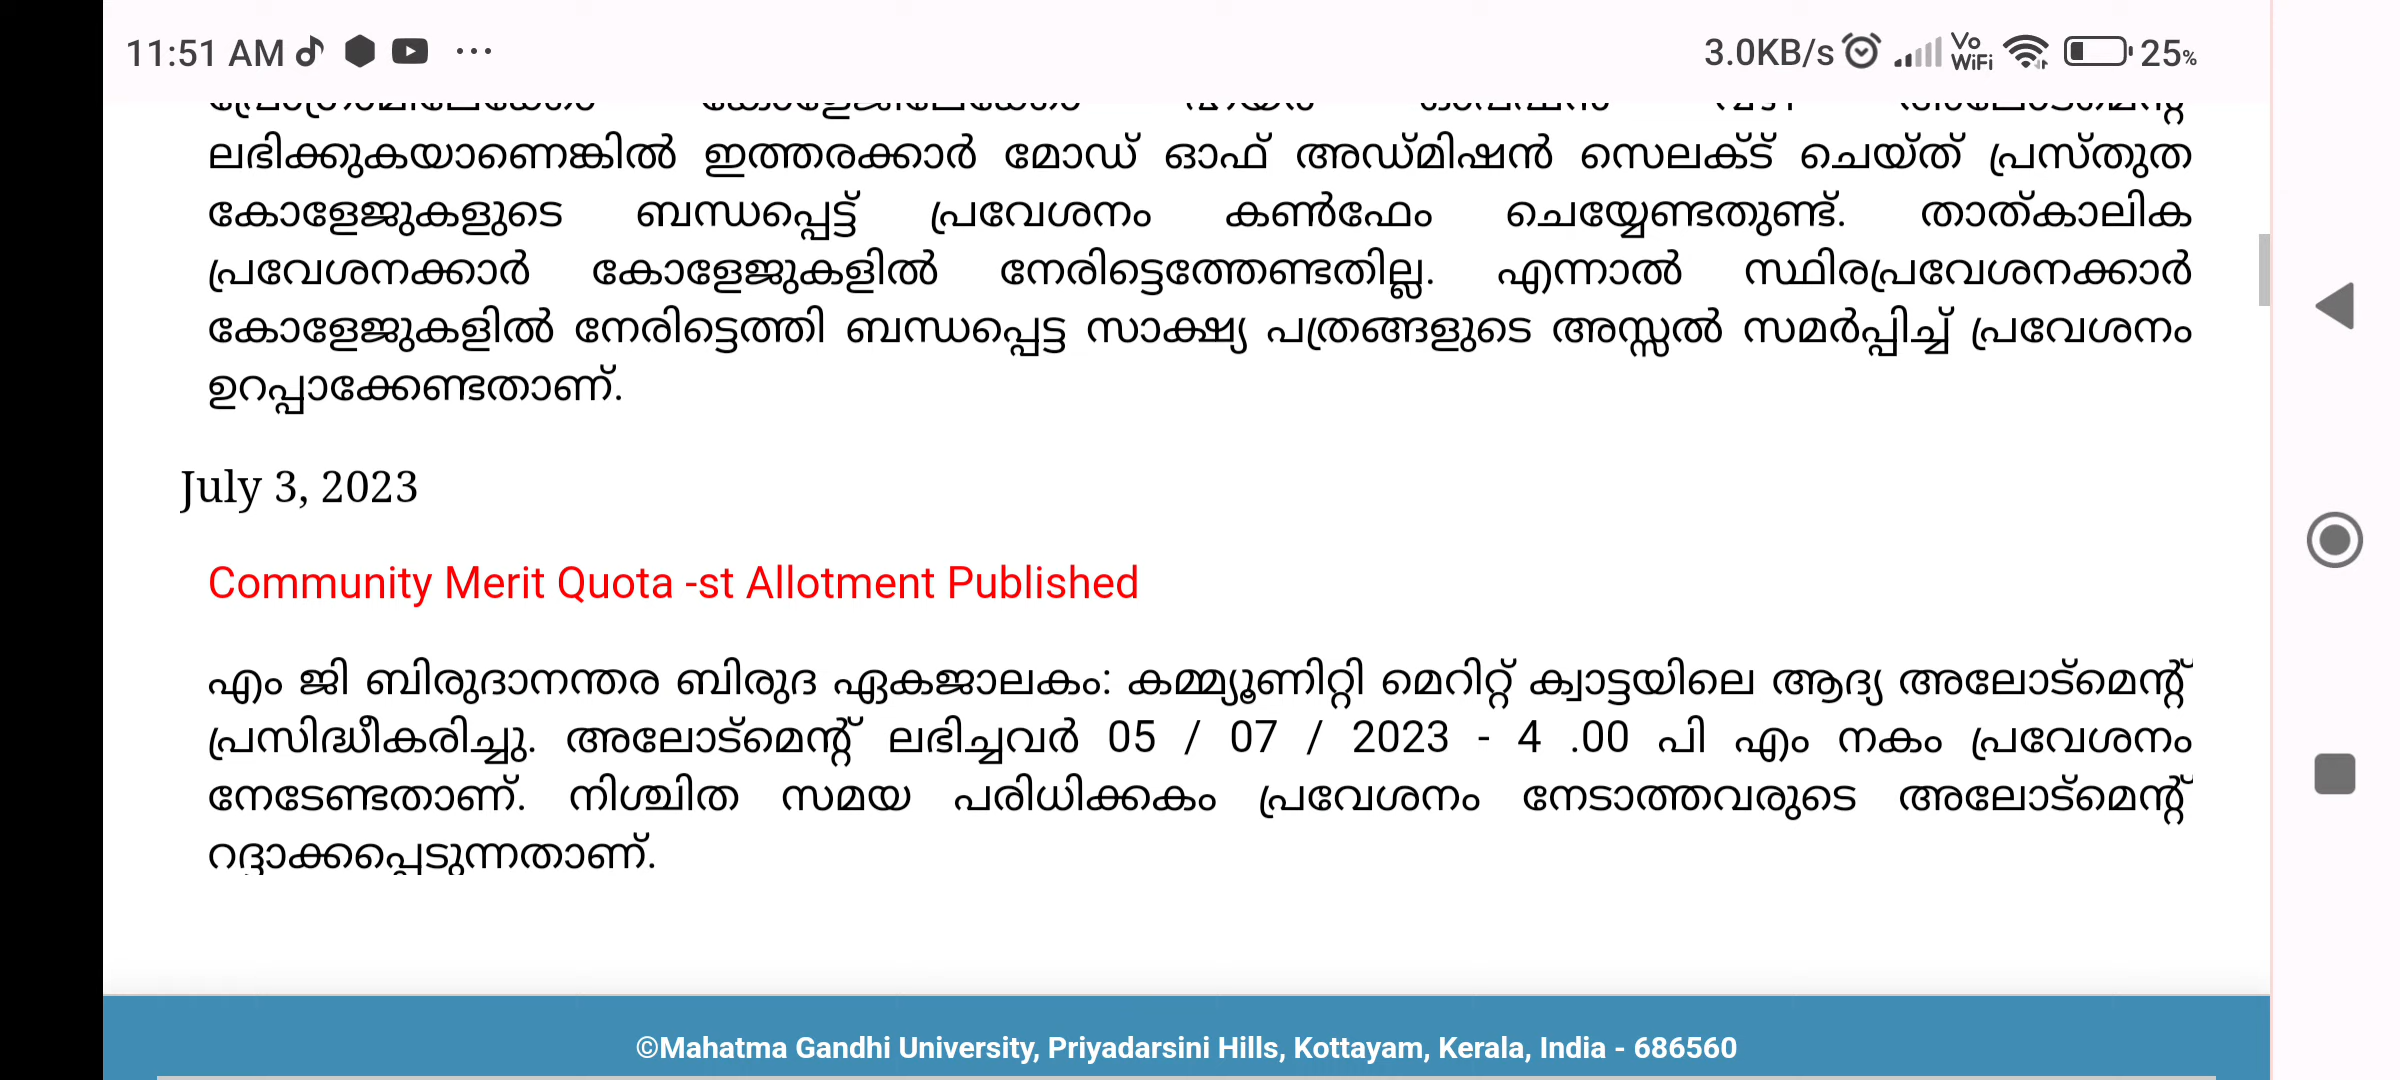 11:51 AM ...
3.0KB/s Vo WiFi 25%
ലഭിക്കുകയാണെങ്കിൽ ഇത്തരക്കാർ മോഡ് ഓഫ് അഡ്മിഷൻ സെലക്ട് ചെയ്ത് പ്രസ്തുത
കോളേജുകളുടെ ബന്ധപ്പെട്ട് പ്രവേശനം കൺഫേം ചെയ്യേണ്ടതുണ്ട്. താത്കാലിക
പ്രവേശനക്കാർ കോളേജുകളിൽ നേരിട്ടെത്തേണ്ടതില്ല. എന്നാൽ സ്ഥിരപ്രവേശനക്കാർ
കോളേജുകളിൽ നേരിട്ടെത്തി ബന്ധപ്പെട്ട സാക്ഷ്യ പത്രങ്ങളുടെ അസ്സൽ സമർപ്പിച്ച് പ്രവേശനം
ഉറപ്പാക്കേണ്ടതാണ്.
July 3, 2023
Community Merit Quota -st Allotment Published
എം ജി ബിരുദാനന്തര ബിരുദ ഏകജാലകം: കമ്മ്യൂണിറ്റി മെറിറ്റ് ക്വാട്ടയിലെ ആദ്യ അലോട്മെന്റ്
പ്രസിദ്ധീകരിച്ചു. അലോട്മെന്റ് ലഭിച്ചവർ 05 / 07 / 2023 - 4 .00 പി എം നകം പ്രവേശനം
നേടേണ്ടതാണ്. നിശ്ചിത സമയ പരിധിക്കകം പ്രവേശനം നേടാത്തവരുടെ അലോട്മെന്റ്
റദ്ദാക്കപ്പെടുന്നതാണ്.
©Mahatma Gandhi University, Priyadarsini Hills, Kottayam, Kerala, India - 686560